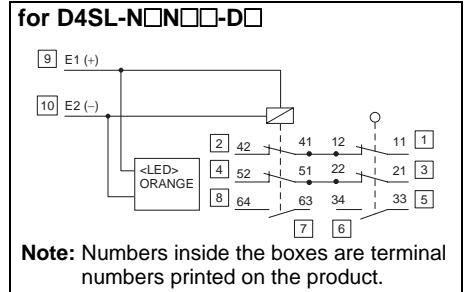 for D4SL-N□N□□-D□
9 E1 (+)
10 E2 (–)
<LED>
ORANGE
2 42 41 12 11 1
4 52 51 22 21 3
8 64 63 34 33 5
7 6
Note: Numbers inside the boxes are terminal
numbers printed on the product.